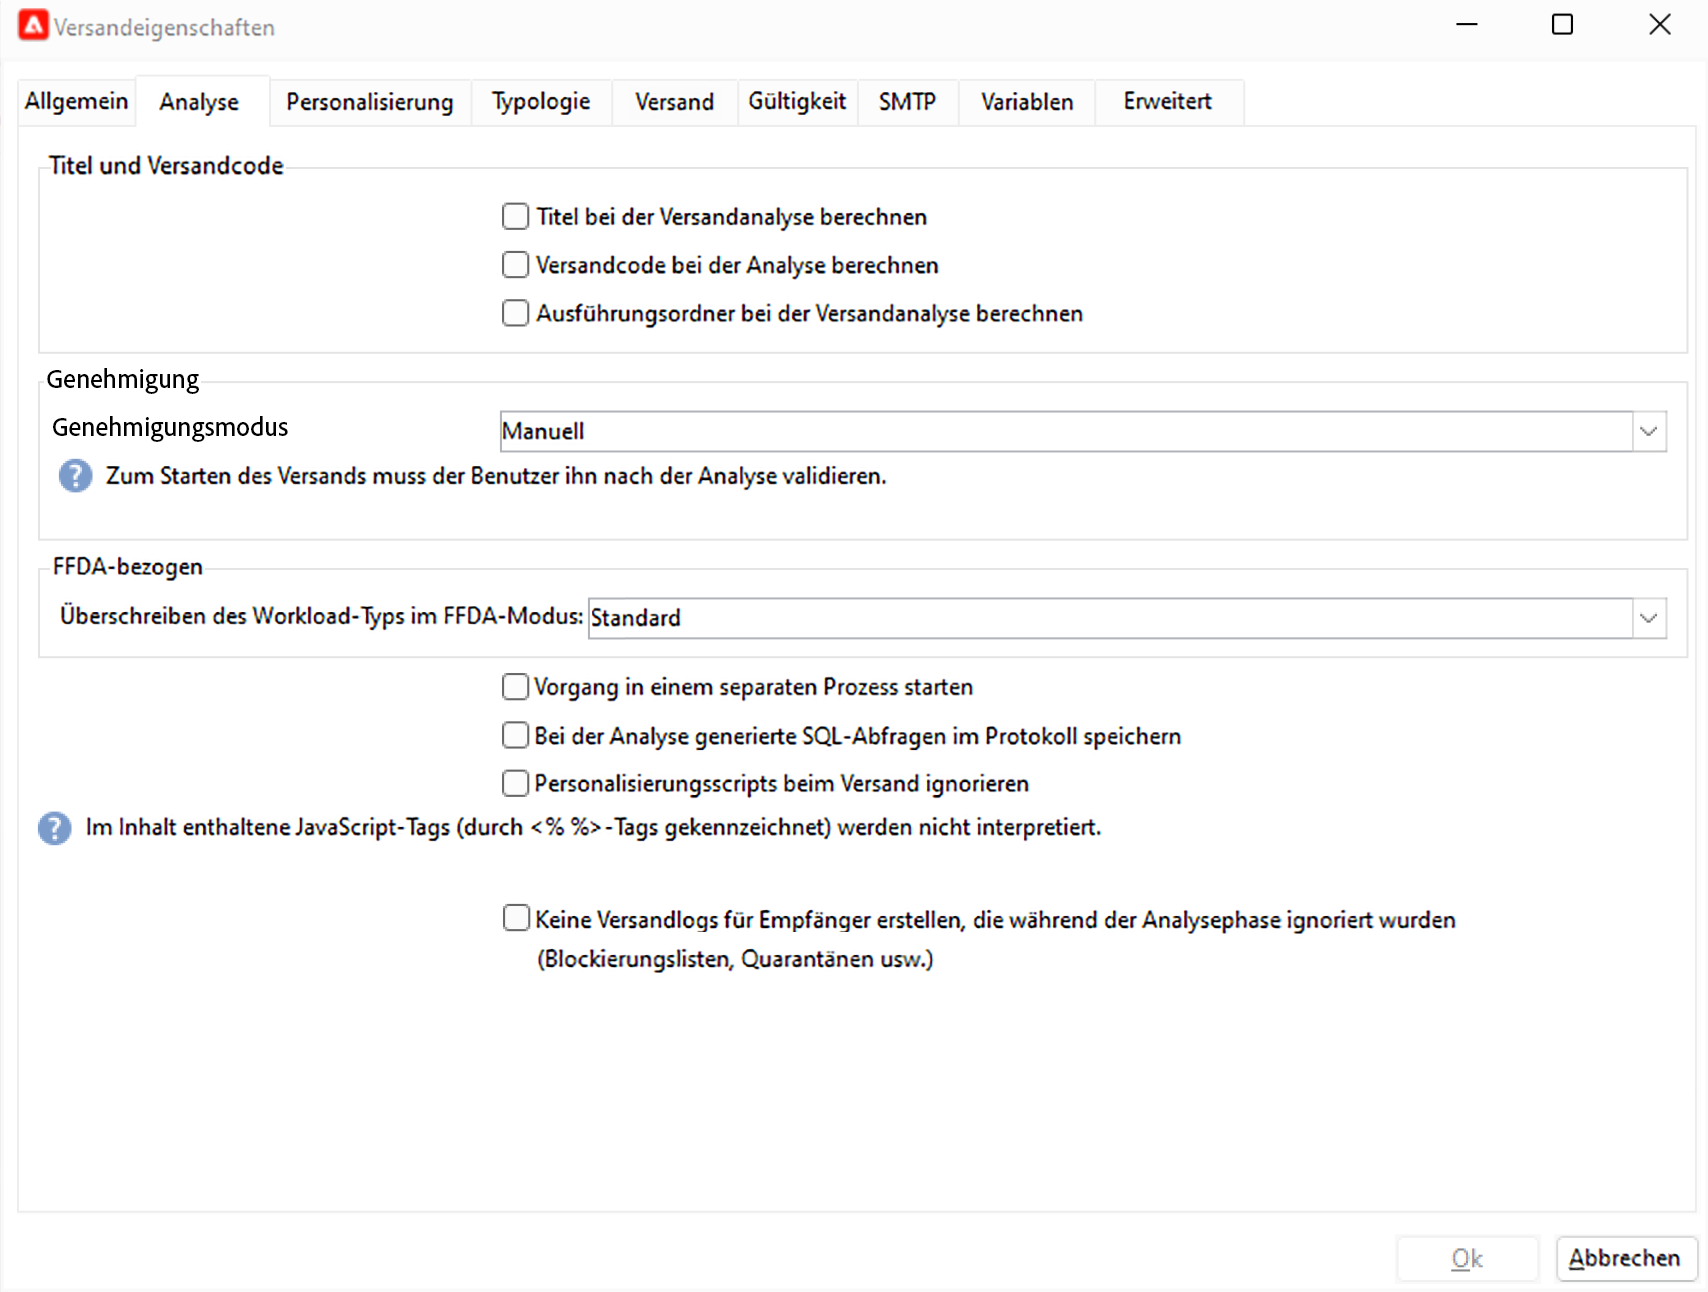 Versandeigenschaften
Allgemein Analyse Personalisierung Typologie Versand Gültigkeit SMTP Variablen Erweitert
Titel und Versandcode
Titel bei der Versandanalyse berechnen
Versandcode bei der Analyse berechnen
Ausführungsordner bei der Versandanalyse berechnen
Genehmigung
Genehmigungsmodus Manuell
? Zum Starten des Versands muss der Benutzer ihn nach der Analyse validieren.
FFDA-bezogen
Überschreiben des Workload-Typs im FFDA-Modus: Standard
Vorgang in einem separaten Prozess starten
Bei der Analyse generierte SQL-Abfragen im Protokoll speichern
Personalisierungsscripts beim Versand ignorieren
? Im Inhalt enthaltene JavaScript-Tags (durch <% %>-Tags gekennzeichnet) werden nicht interpretiert.
Keine Versandlogs für Empfänger erstellen, die während der Analysephase ignoriert wurden
(Blockierungslisten, Quarantänen usw.)
Ok Abbrechen